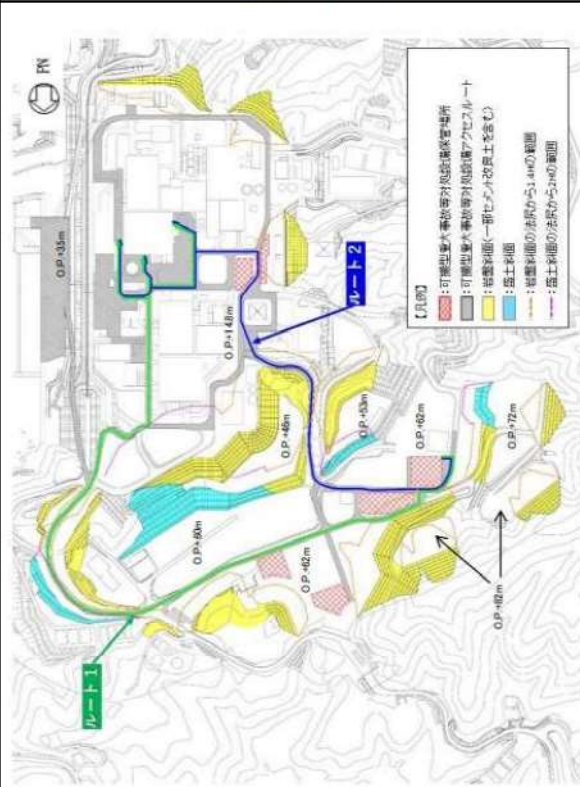 PN
O.P.+3.5m
O.P.+14.8m
ルート2
O.P.+46m
O.P.+53m
O.P.+60m
O.P.+62m
O.P.+62m
O.P.+72m
O.P.+82m
ルート1
【凡例】
:可搬型重大事故等対処設備保管場所
:可搬型重大事故等対処設備アクセスルート
:岩盤斜面(一部セメント改良土を含む)
:盛土斜面
:岩盤斜面の法尻から1.4Hの範囲
:盛土斜面の法尻から2Hの範囲